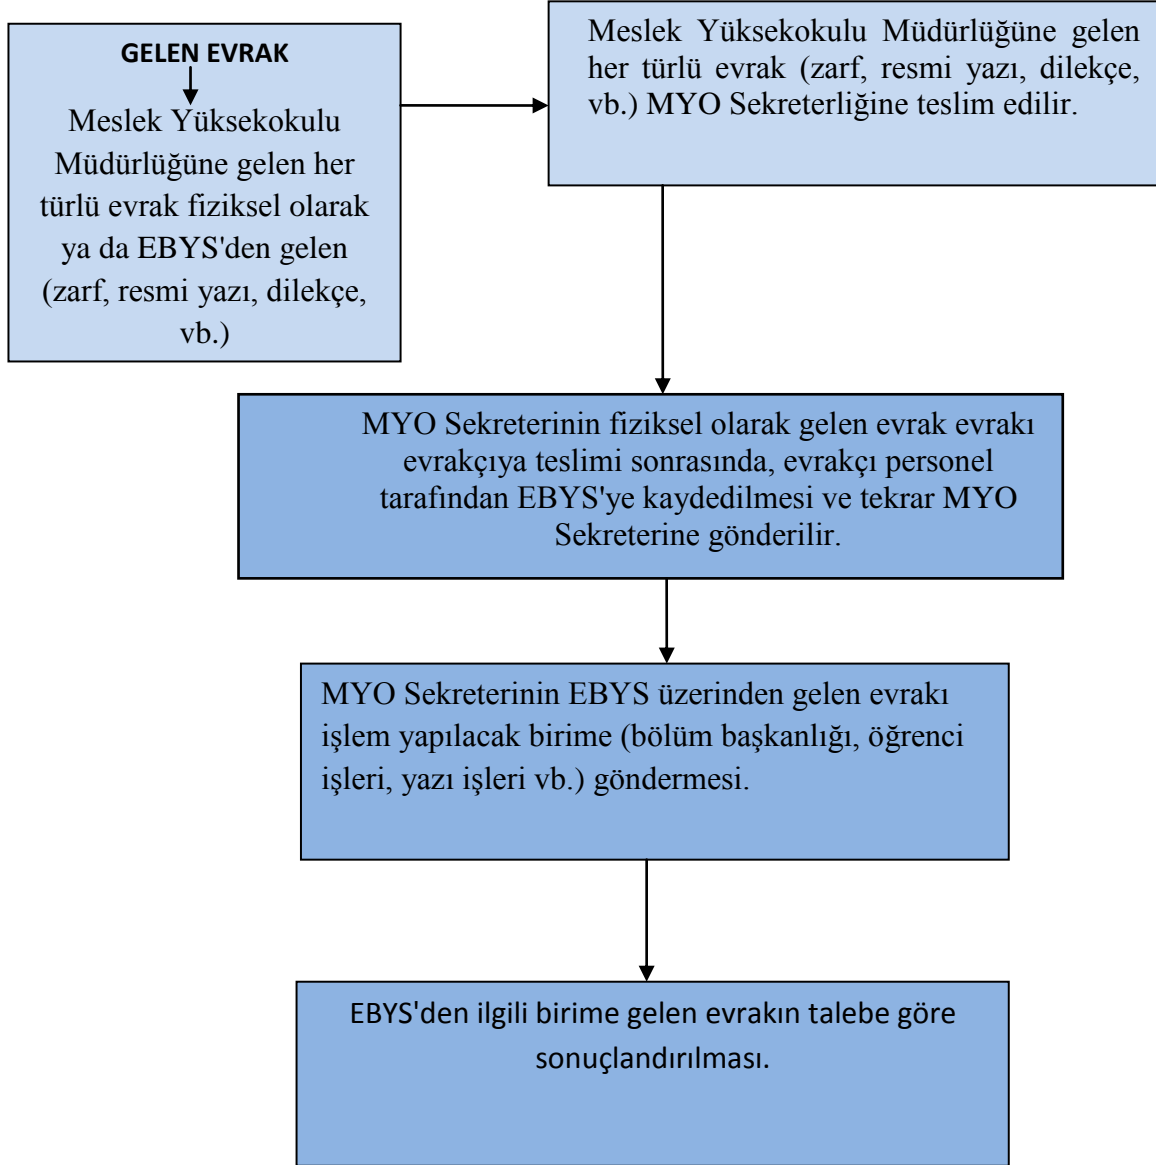 GELEN EVRAK
Meslek Yüksekokulu
Müdürlüğüne gelen her
türlü evrak fiziksel olarak
ya da EBYS'den gelen
(zarf, resmi yazı, dilekçe,
vb.)
Meslek Yüksekokulu Müdürlüğüne gelen
her türlü evrak (zarf, resmi yazı, dilekçe,
vb.) MYO Sekreterliğine teslim edilir.
MYO Sekreterinin fiziksel olarak gelen evrak evrakı
evrakçıya teslimi sonrasında, evrakçı personel
tarafından EBYS'ye kaydedilmesi ve tekrar MYO
Sekreterine gönderilir.
MYO Sekreterinin EBYS üzerinden gelen evrakı
işlem yapılacak birime (bölüm başkanlığı, öğrenci
işleri, yazı işleri vb.) göndermesi.
EBYS'den ilgili birime gelen evrakın talebe göre
sonuçlandırılması.